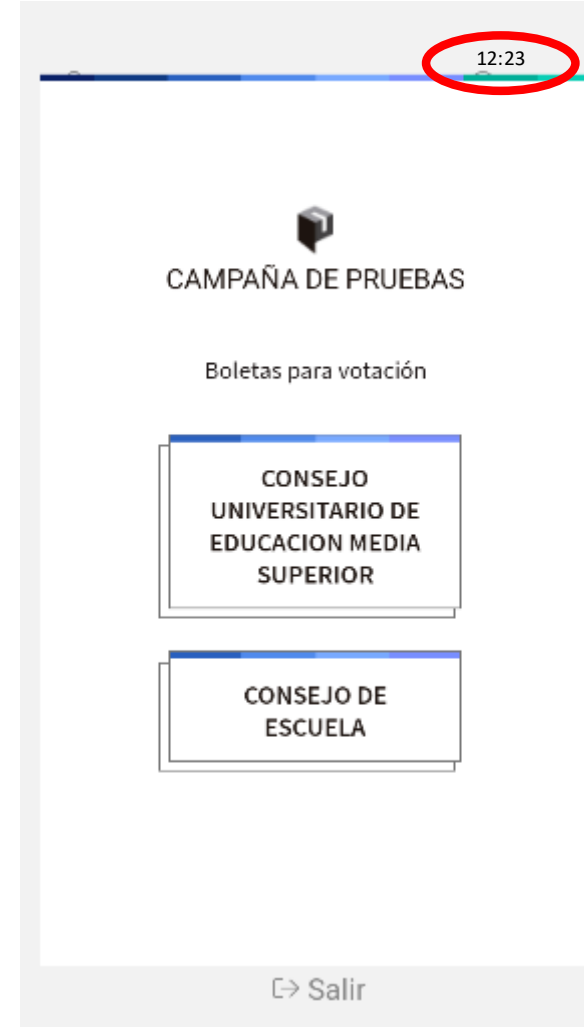 12:23
CAMPAÑA DE PRUEBAS
Boletas para votación
CONSEJO
UNIVERSITARIO DE
EDUCACION MEDIA
SUPERIOR
CONSEJO DE
ESCUELA
Salir